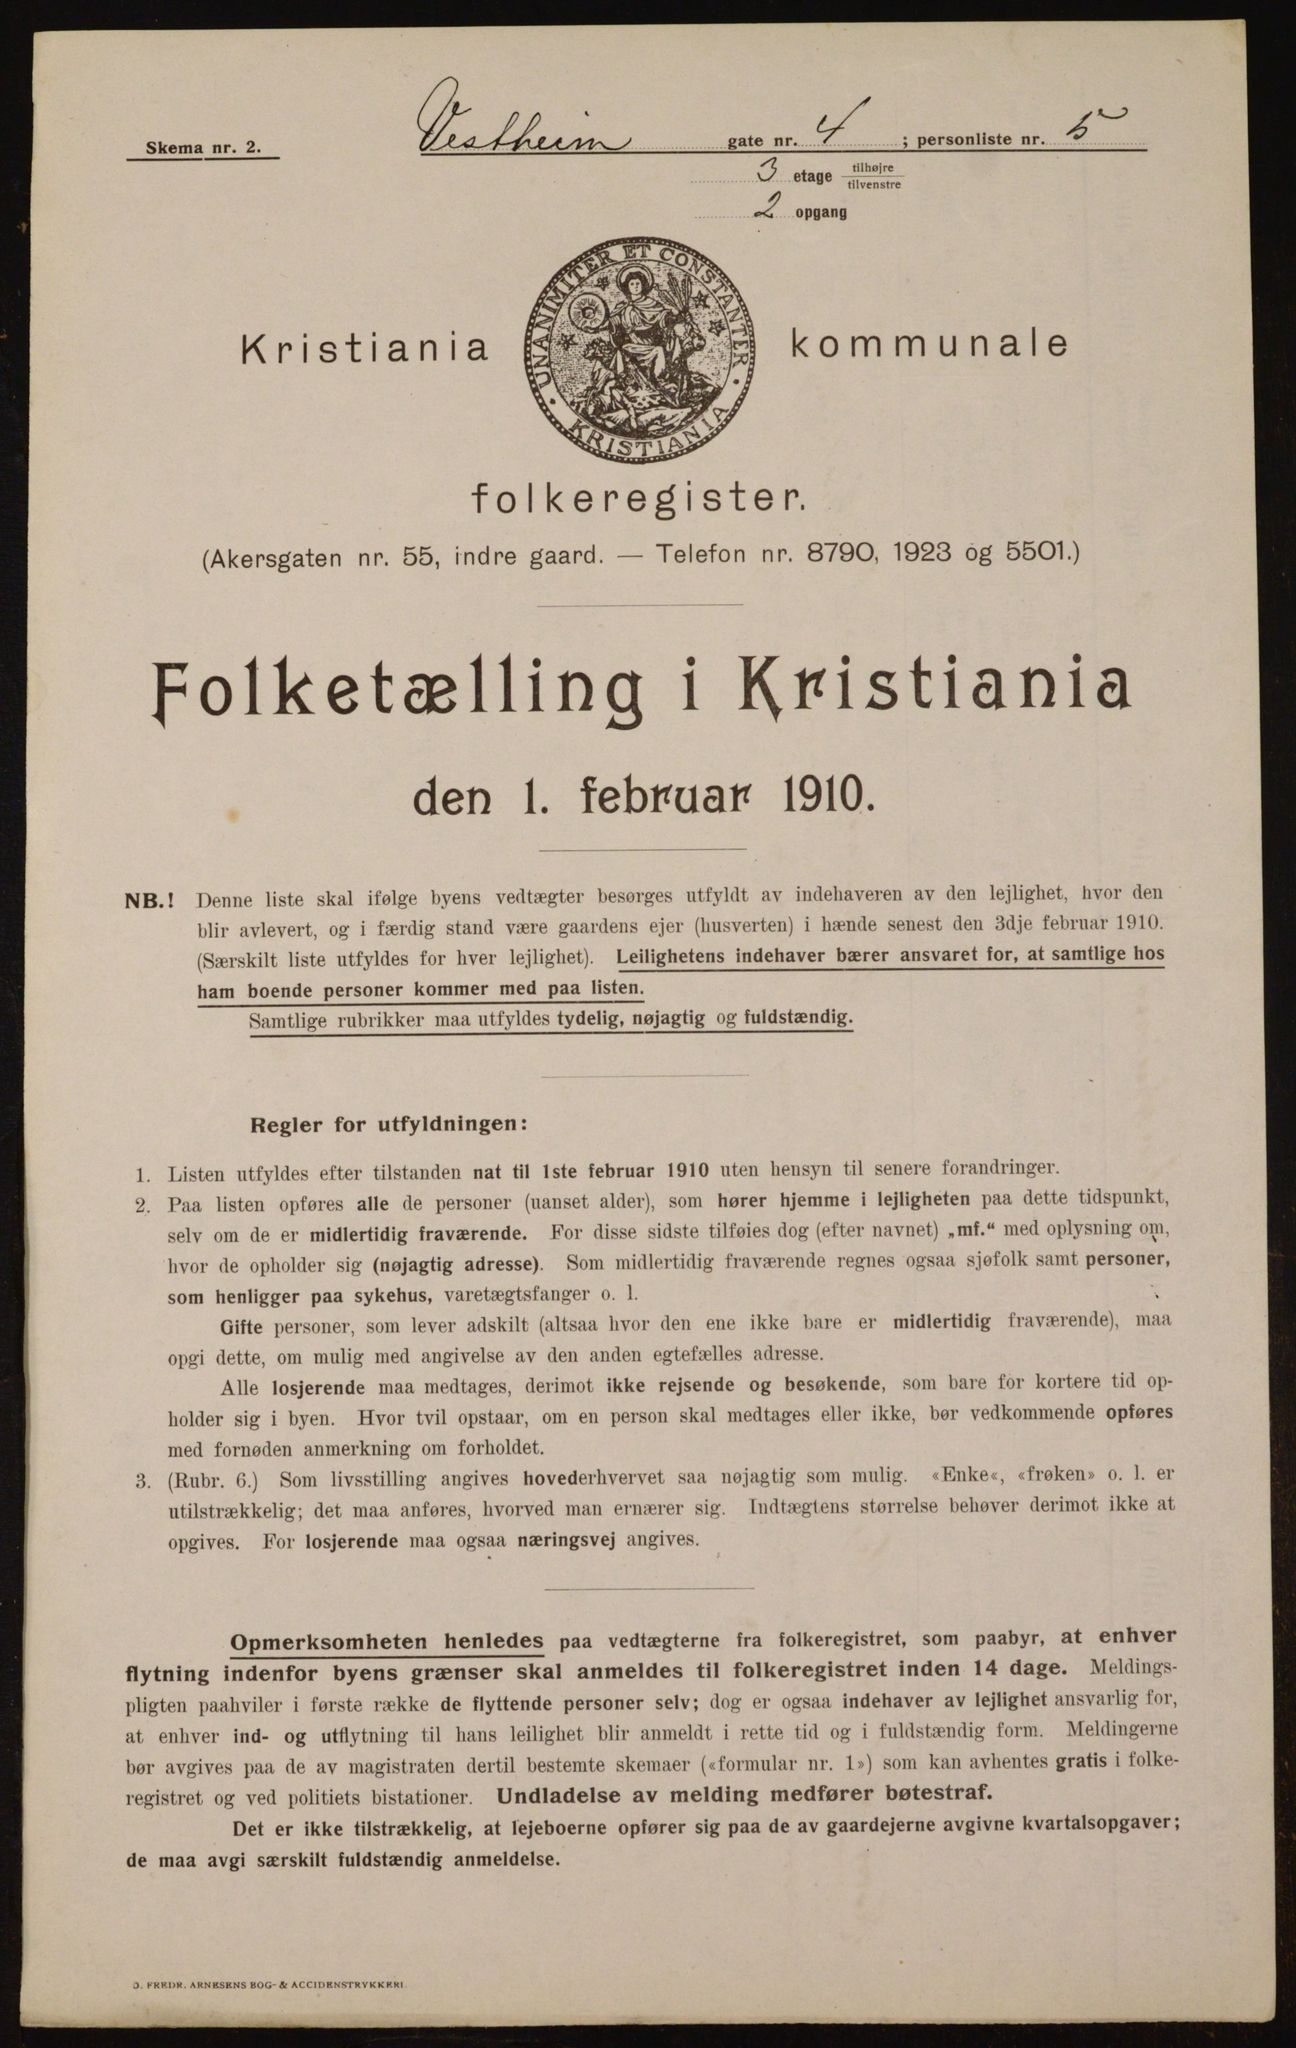 Skema nr. 2.
Vestheim gate nr. 4 ; personliste nr. 5
3 etage tilhøjre
tilvenstre
2 opgang
UNANIMITER ET CONSTANTER
KRISTIANIA
Kristiania kommunale
folkeregister.
(Akersgaten nr. 55, indre gaard. — Telefon nr. 8790, 1923 og 5501.)
Folketælling i Kristiania
den 1. februar 1910.
NB.! Denne liste skal ifølge byens vedtægter besørges utfyldt av indehaveren av den lejlighet, hvor den
blir avlevert, og i færdig stand være gaardens ejer (husverten) i hænde senest den 3dje februar 1910.
(Særskilt liste utfyldes for hver lejlighet). Leilighetens indehaver bærer ansvaret for, at samtlige hos
ham boende personer kommer med paa listen.
Samtlige rubrikker maa utfyldes tydelig, nøjagtig og fuldstændig.
Regler for utfyldningen:
1. Listen utfyldes efter tilstanden nat til 1ste februar 1910 uten hensyn til senere forandringer.
2. Paa listen opføres alle de personer (uanset alder), som hører hjemme i lejligheten paa dette tidspunkt,
selv om de er midlertidig fraværende. For disse sidste tilføies dog (efter navnet) „mf.“ med oplysning om,
hvor de opholder sig (nøjagtig adresse). Som midlertidig fraværende regnes ogsaa sjøfolk samt personer,
som henligger paa sykehus, varetægtsfanger o. l.
Gifte personer, som lever adskilt (altsaa hvor den ene ikke bare er midlertidig fraværende), maa
opgi dette, om mulig med angivelse av den anden egtefælles adresse.
Alle losjerende maa medtages, derimot ikke rejsende og besøkende, som bare for kortere tid op-
holder sig i byen. Hvor tvil opstaar, om en person skal medtages eller ikke, bør vedkommende opføres
med fornøden anmerkning om forholdet.
3. (Rubr. 6.) Som livsstilling angives hovederhvervet saa nøjagtig som mulig. «Enke«, «frøken» o. l. er
utilstrækkelig; det maa anføres, hvorved man ernærer sig. Indtægtens størrelse behøver derimot ikke at
opgives. For losjerende maa ogsaa næringsvej angives.
Opmerksomheten henledes paa vedtægterne fra folkeregistret, som paabyr, at enhver
flytning indenfor byens grænser skal anmeldes til folkeregistret inden 14 dage. Meldings-
pligten paahviler i første række de flyttende personer selv; dog er ogsaa indehaver av lejlighet ansvarlig for,
at enhver ind- og utflytning til hans leilighet blir anmeldt i rette tid og i fuldstændig form. Meldingerne
bør avgives paa de av magistraten dertil bestemte skemaer («formular nr. 1») som kan avhentes gratis i folke-
registret og ved politiets bistationer. Undladelse av melding medfører bøtestraf.
Det er ikke tilstrækkelig, at lejeboerne opfører sig paa de av gaardejerne avgivne kvartalsopgaver;
de maa avgi særskilt fuldstændig anmeldelse.
O. FREDR. ARNESENS BOG- & ACCIDENSTRYKKERI